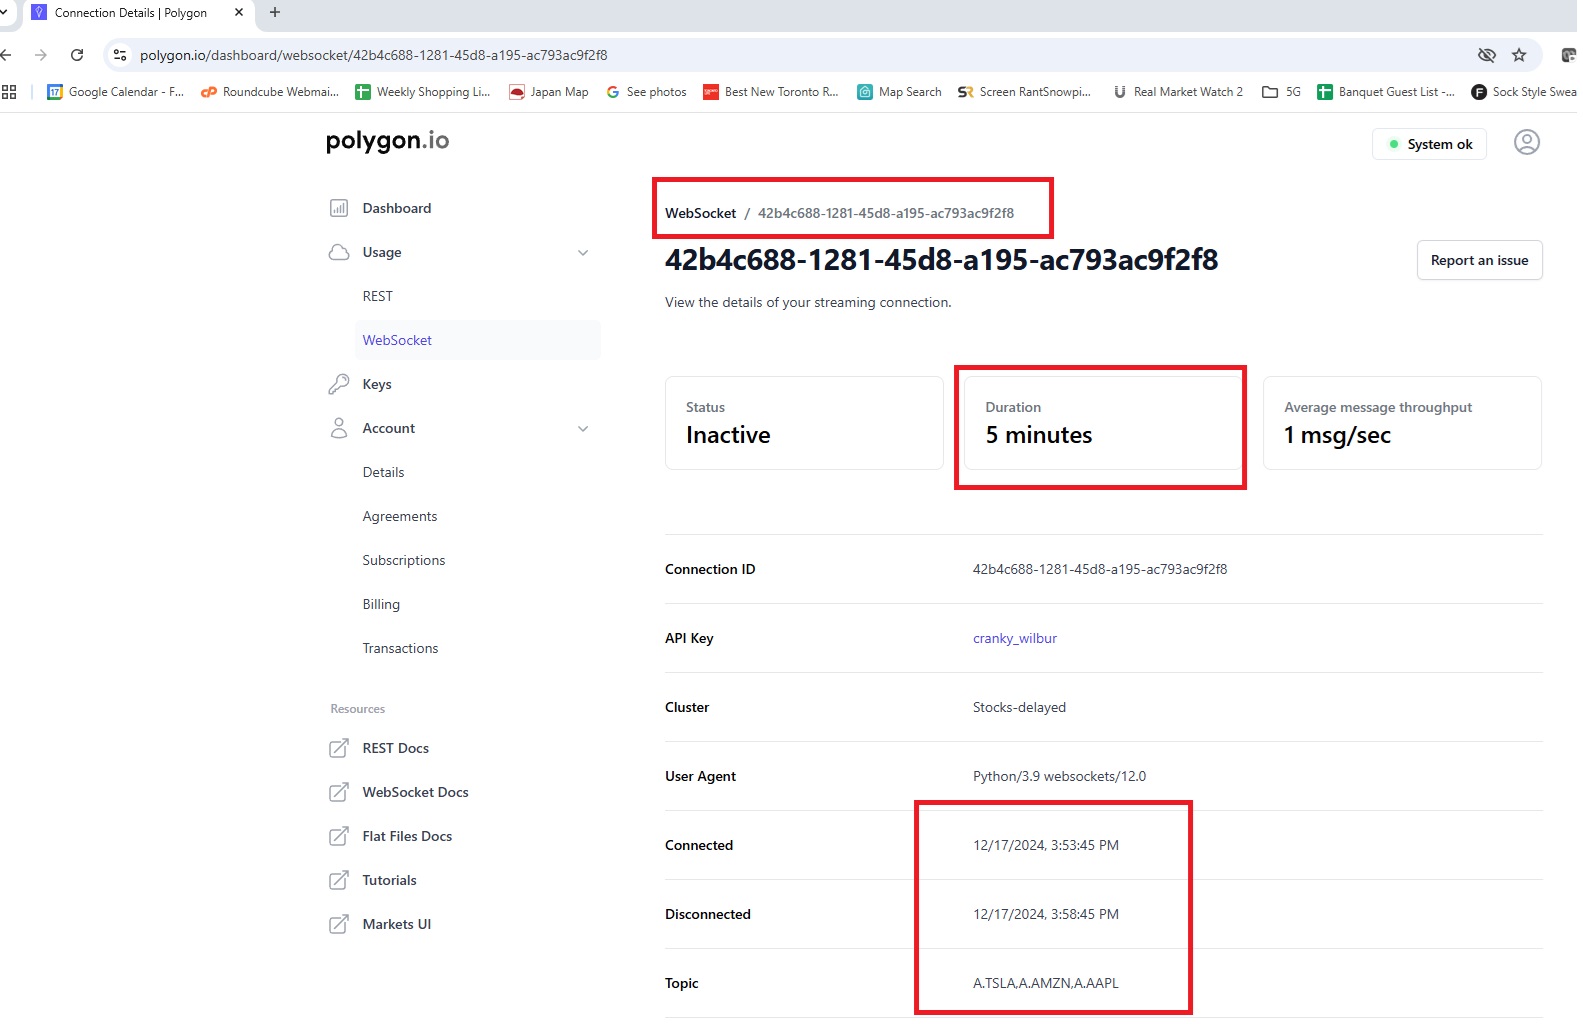 Connection Details | Polygon
polygon.io/dashboard/websocket/42b4c688-1281-45d8-a195-ac793ac9f2f8
Google Calendar - F... Roundcube Webmai... Weekly Shopping Li... Japan Map See photos Best New Toronto R... Map Search Screen RantSnowpi... Real Market Watch 2 5G Banquet Guest List -... Sock Style Swea
polygon.io
System ok
Dashboard
Usage
REST
WebSocket
Keys
Account
Details
Agreements
Subscriptions
Billing
Transactions
Resources
REST Docs
WebSocket Docs
Flat Files Docs
Tutorials
Markets UI
WebSocket / 42b4c688-1281-45d8-a195-ac793ac9f2f8
42b4c688-1281-45d8-a195-ac793ac9f2f8
Report an issue
View the details of your streaming connection.
Status
Inactive
Duration
5 minutes
Average message throughput
1 msg/sec
Connection ID 42b4c688-1281-45d8-a195-ac793ac9f2f8
API Key cranky_wilbur
Cluster Stocks-delayed
User Agent Python/3.9 websockets/12.0
Connected 12/17/2024, 3:53:45 PM
Disconnected 12/17/2024, 3:58:45 PM
Topic A.TSLA,A.AMZN,A.AAPL